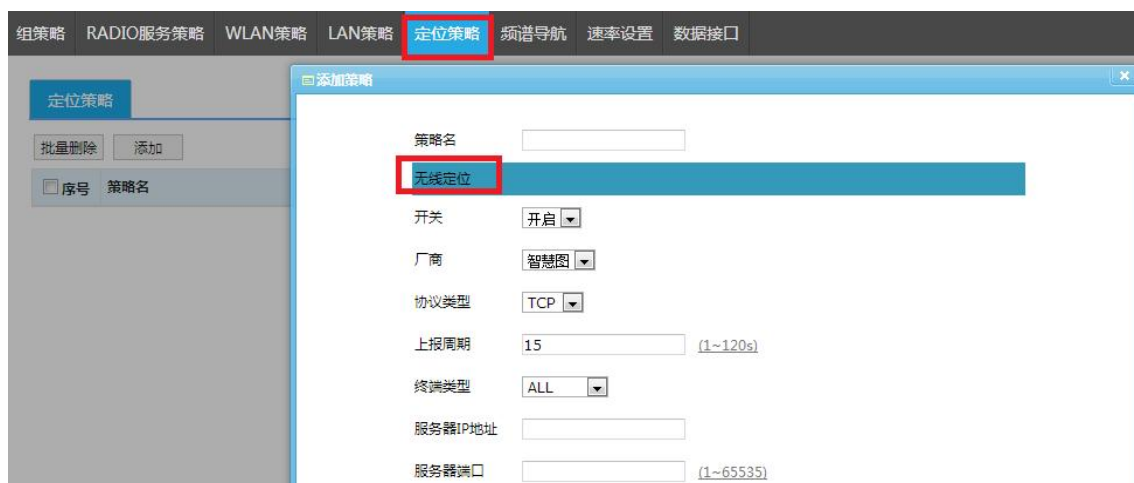 组策略 RADIO服务策略 WLAN策略 LAN策略 定位策略 频谱导航 速率设置 数据接口
添加策略
定位策略
批量删除 添加
序号 策略名
策略名
无线定位
开关 开启
厂商 智慧图
协议类型 TCP
上报周期 15 (1~120s)
终端类型 ALL
服务器IP地址
服务器端口 (1~65535)